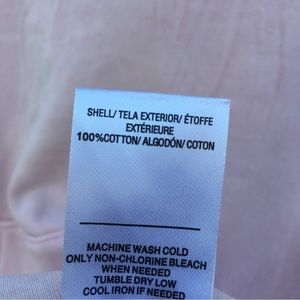 SHELL/ TELA EXTERIOR/ ÉTOFFE
EXTÉRIEURE
100%COTTON/ ALGODÓN/ COTON
MACHINE WASH COLD
ONLY NON-CHLORINE BLEACH
WHEN NEEDED
TUMBLE DRY LOW
COOL IRON IF NEEDED